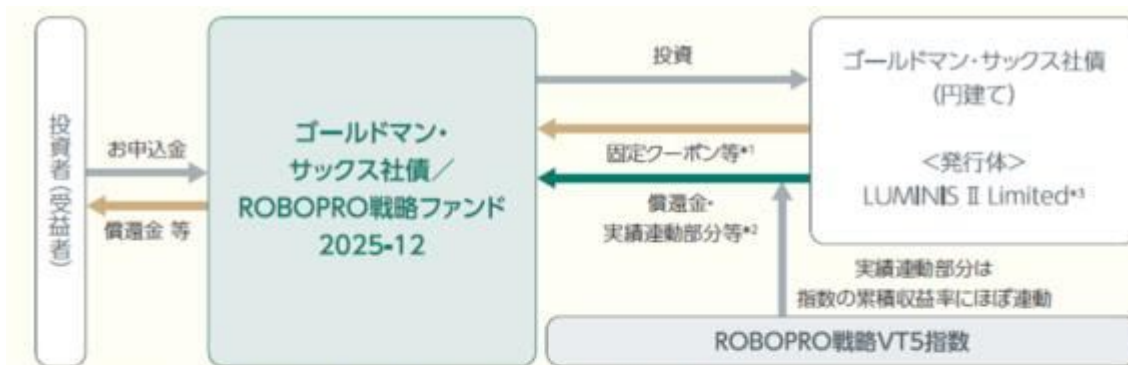 投資者(受益者)
お申込金
償還金 等
ゴールドマン・
サックス社債／
ROBOPRO戦略ファンド
2025-12
投資
固定クーポン等*1
償還金・
実績連動部分等*2
ゴールドマン・サックス社債
(円建て)
＜発行体＞
LUMINIS II Limited*3
実績連動部分は
指数の累積収益率にほぼ連動
ROBOPRO戦略VT5指数